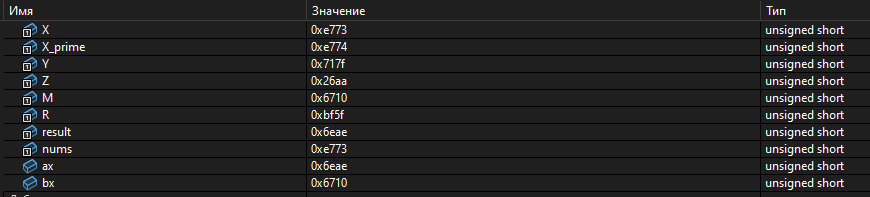 Имя Значение Тип
X 0xe773 unsigned short
X_prime 0xe774 unsigned short
Y 0x717f unsigned short
Z 0x26aa unsigned short
M 0x6710 unsigned short
R 0xbf5f unsigned short
result 0x6eae unsigned short
nums 0xe773 unsigned short
ax 0x6eae unsigned short
bx 0x6710 unsigned short